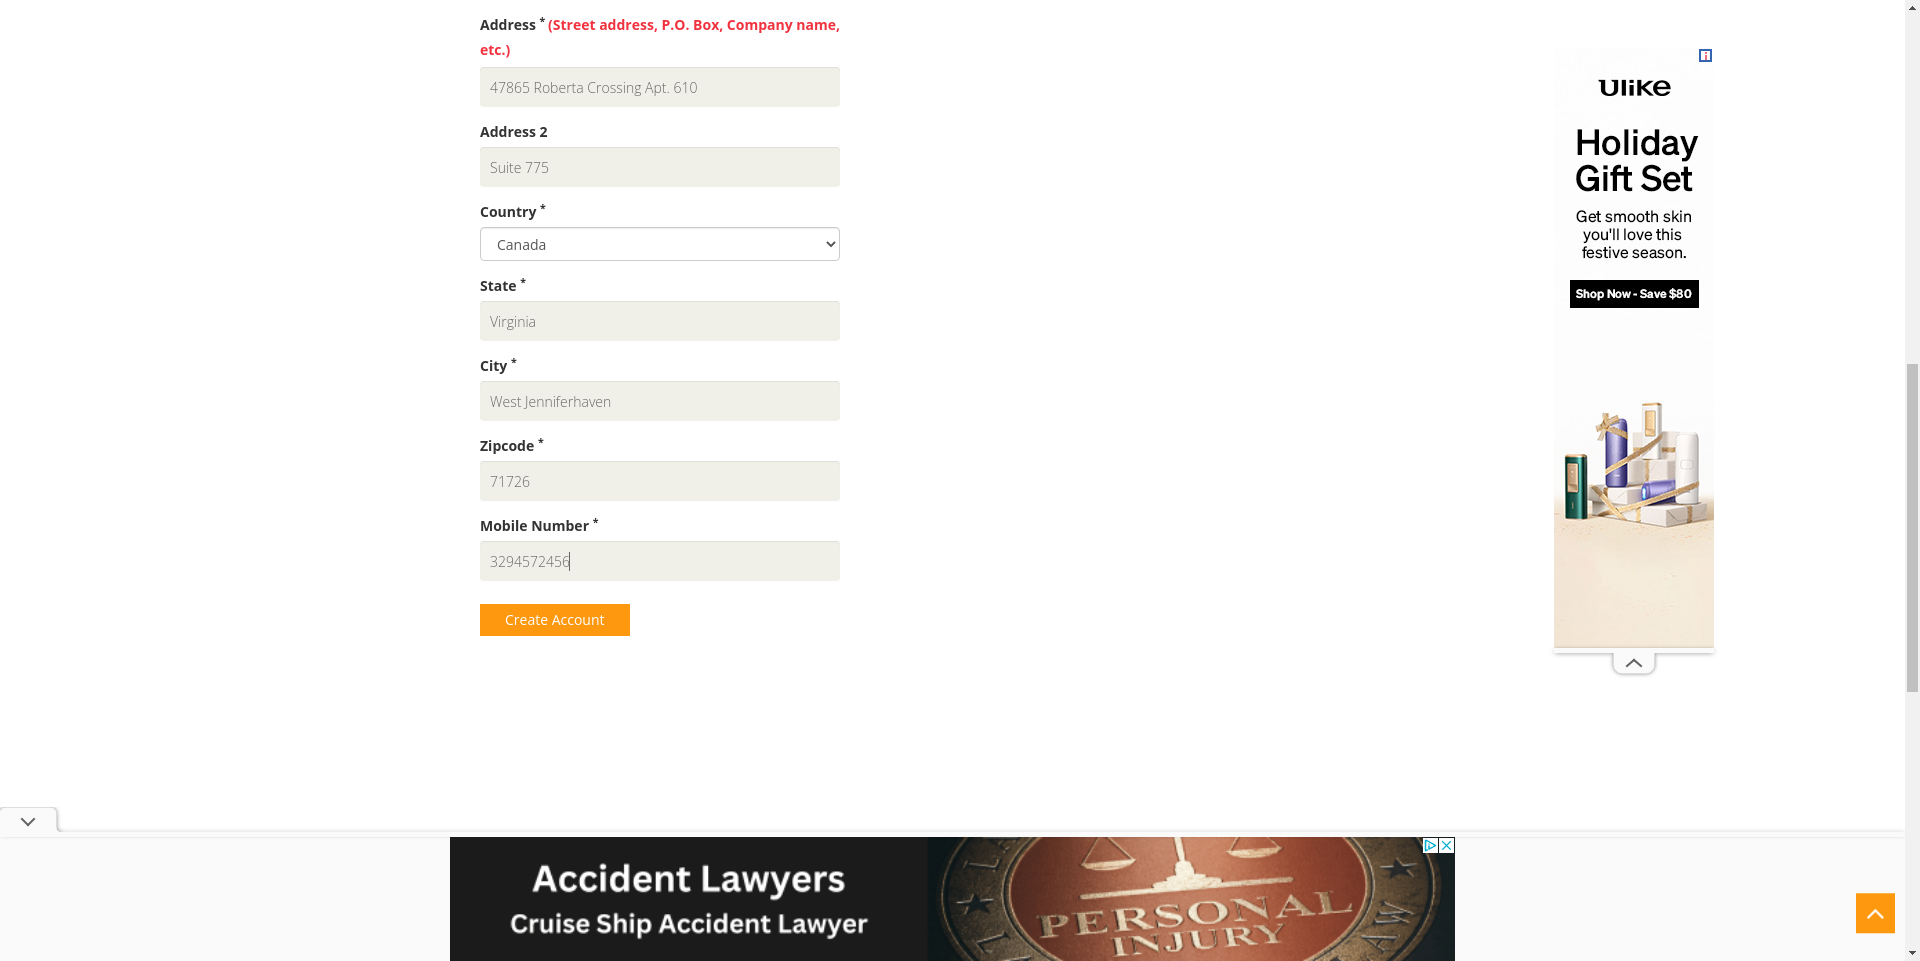 Address * (Street address, P.O. Box, Company name,
etc.)
47865 Roberta Crossing Apt. 610
Address 2
Suite 775
Country *
Canada
State *
Virginia
City *
West Jenniferhaven
Zipcode *
71726
Mobile Number *
3294572456
Create Account
Ulike
Holiday
Gift Set
Get smooth skin
you'll love this
festive season.
Shop Now - Save $80
Accident Lawyers
Cruise Ship Accident Lawyer
PERSONAL
INJURY
LAW